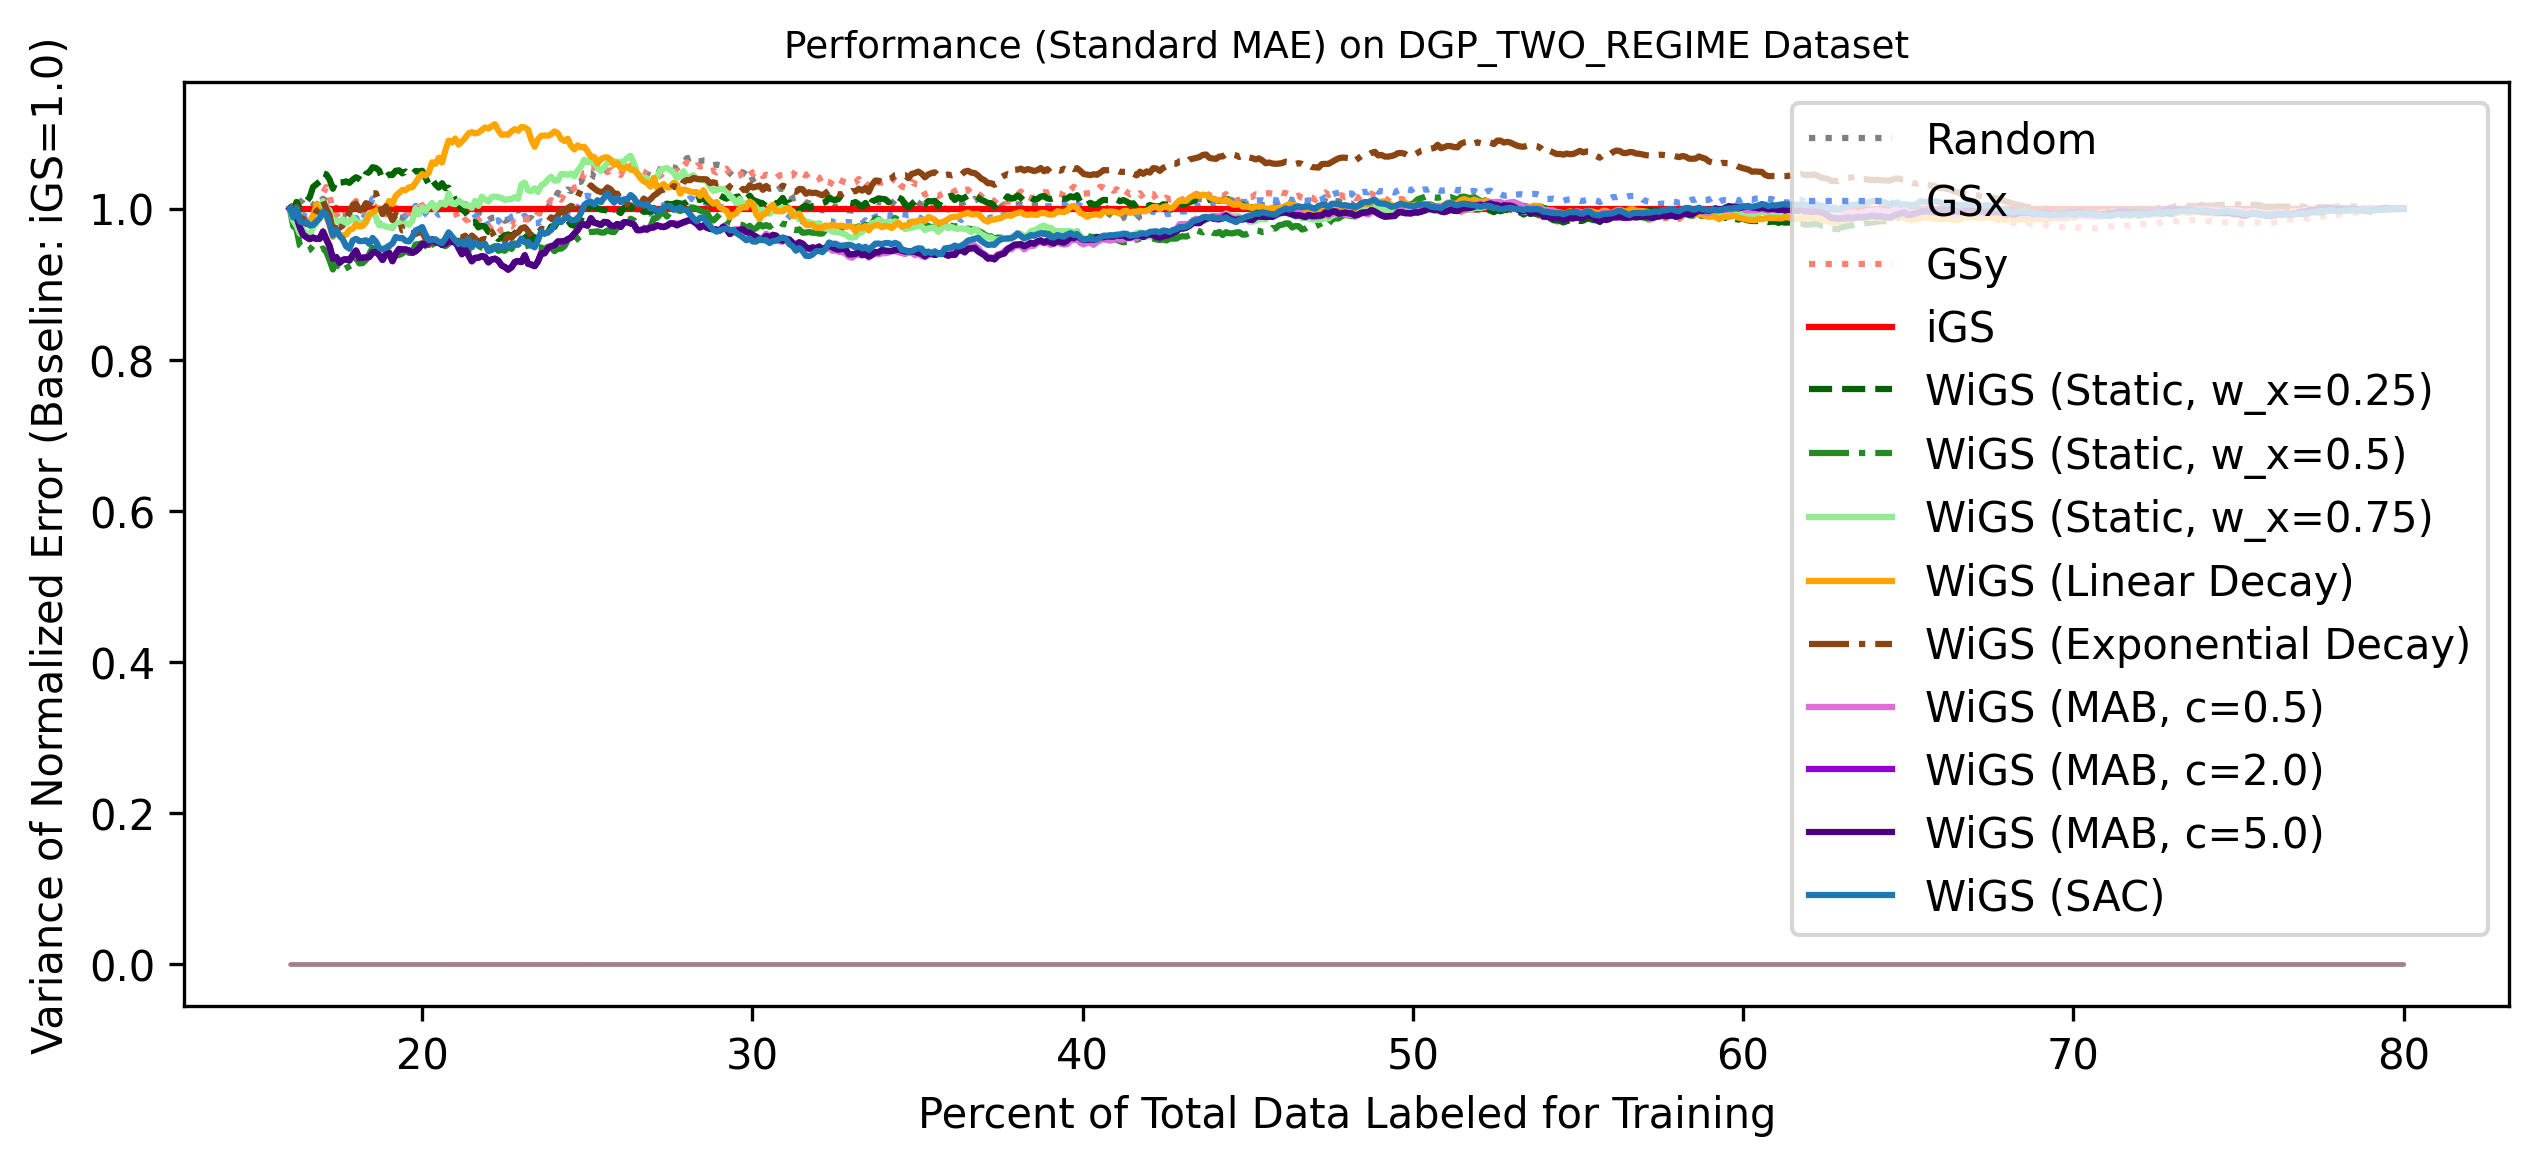 Performance (Standard MAE) on DGP_TWO_REGIME Dataset
Variance of Normalized Error (Baseline: iGS=1.0)
1.0
0.8
0.6
0.4
0.2
0.0
20 30 40 50 60 70 80
Percent of Total Data Labeled for Training
Random
GSx
GSy
iGS
WiGS (Static, w_x=0.25)
WiGS (Static, w_x=0.5)
WiGS (Static, w_x=0.75)
WiGS (Linear Decay)
WiGS (Exponential Decay)
WiGS (MAB, c=0.5)
WiGS (MAB, c=2.0)
WiGS (MAB, c=5.0)
WiGS (SAC)